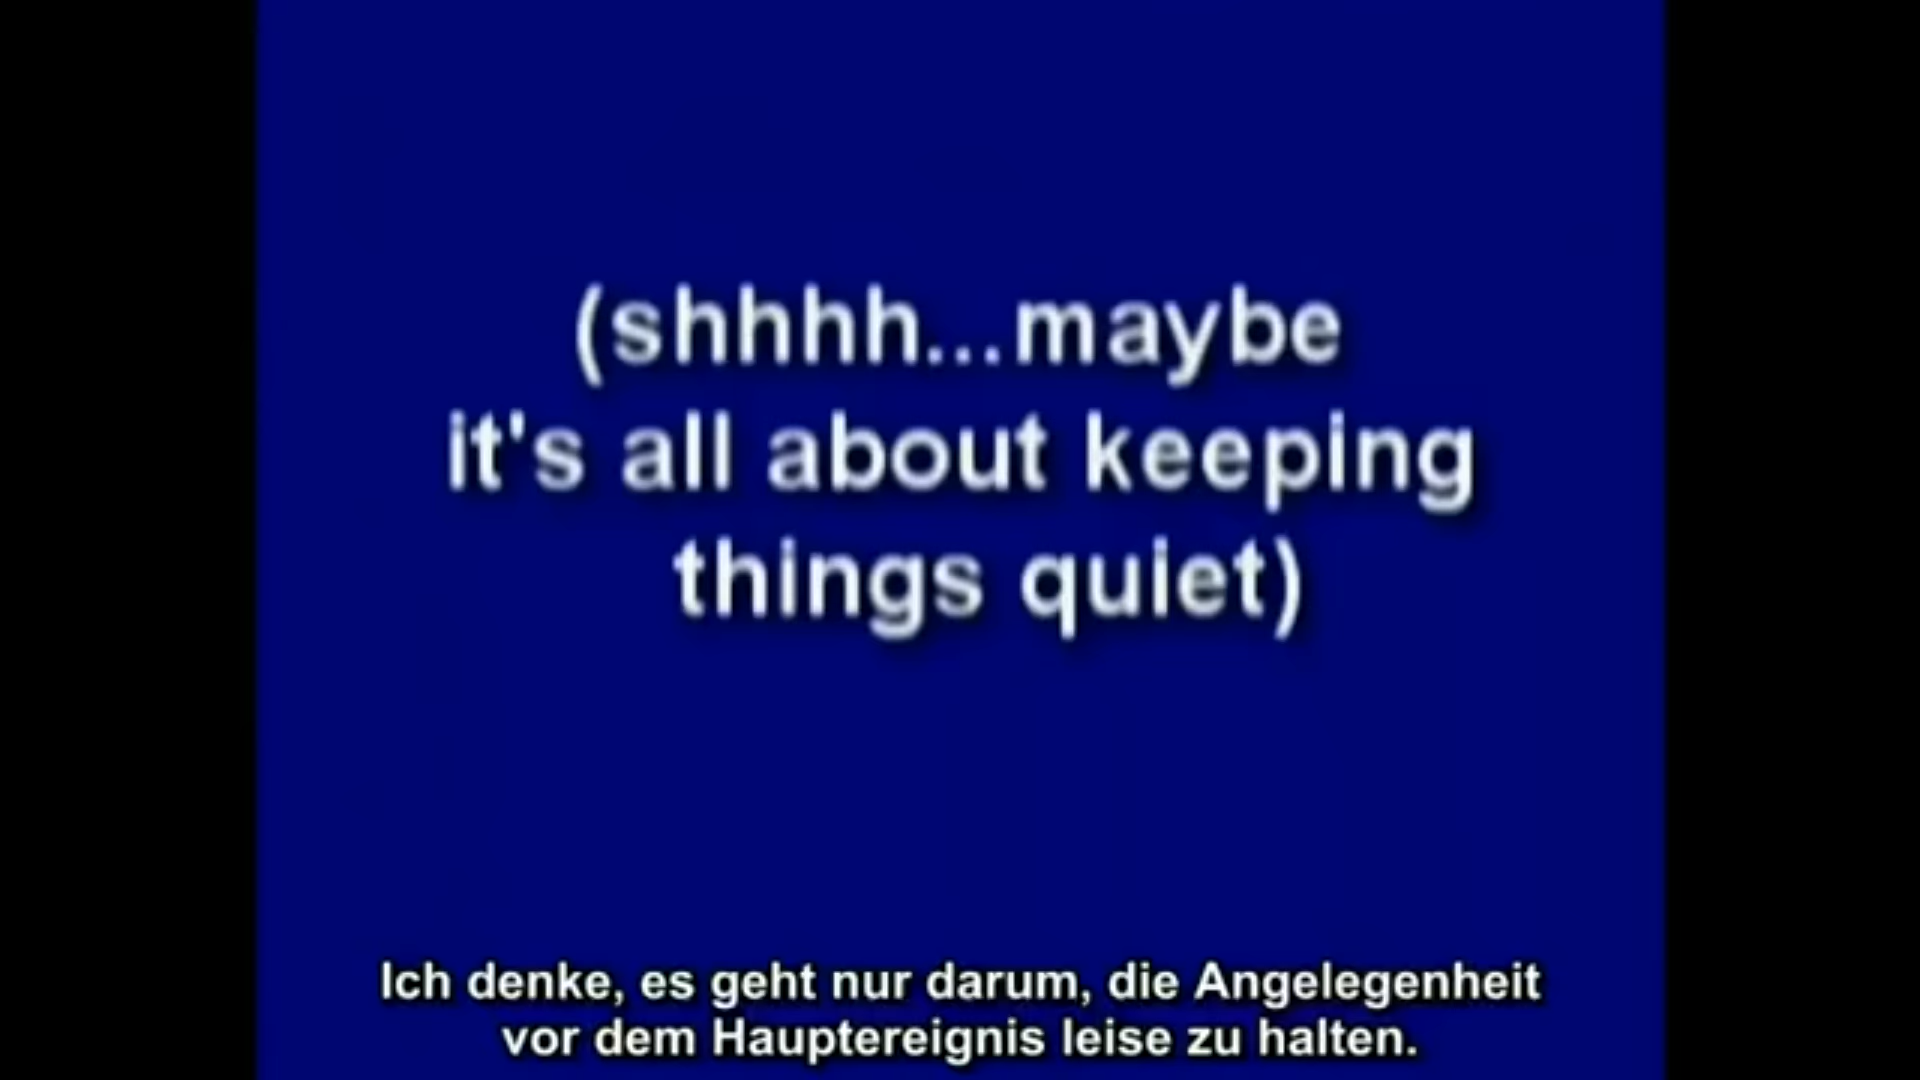 (shhhh...maybe
it's all about keeping
things quiet)
Ich denke, es geht nur darum, die Angelegenheit
vor dem Hauptereignis leise zu halten.